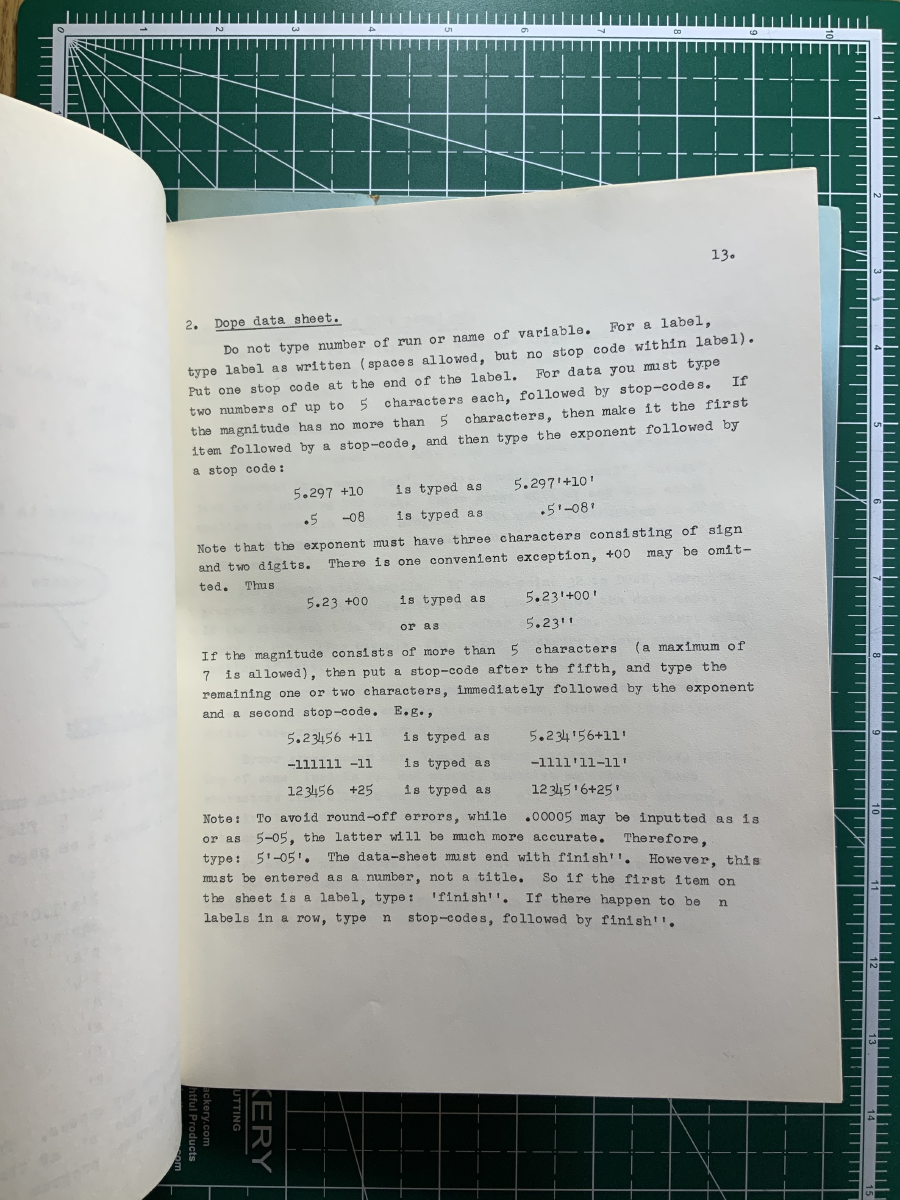 13.
2. Dope data sheet.
Do not type number of run or name of variable. For a label,
type label as written (spaces allowed, but no stop code within label).
Put one stop code at the end of the label. For data you must type
two numbers of up to 5 characters each, followed by stop-codes. If
the magnitude has no more than 5 characters, then make it the first
item followed by a stop-code, and then type the exponent followed by
a stop code:
5.297 +10 is typed as 5.297'+10'
.5 -08 is typed as .5'-08'
Note that the exponent must have three characters consisting of sign
and two digits. There is one convenient exception, +00 may be omit-
ted. Thus
5.23 +00 is typed as 5.23'+00'
or as 5.23''
If the magnitude consists of more than 5 characters (a maximum of
7 is allowed), then put a stop-code after the fifth, and type the
remaining one or two characters, immediately followed by the exponent
and a second stop-code. E.g.,
5.23456 +11 is typed as 5.234'56+11'
-111111 -11 is typed as -1111'11-11'
123456 +25 is typed as 12345'6+25'
Note: To avoid round-off errors, while .00005 may be inputted as is
or as 5-05, the latter will be much more accurate. Therefore,
type: 5'-05'. The data-sheet must end with finish''. However, this
must be entered as a number, not a title. So if the first item on
the sheet is a label, type: 'finish''. If there happen to be n
labels in a row, type n stop-codes, followed by finish''.
0 1 2 3 4 5 6 7 8 9 10
1
2
3
4
5
6
7
8
9
10
11
12
13
14
15
KERY
UTTING
ackery.com
htful Products